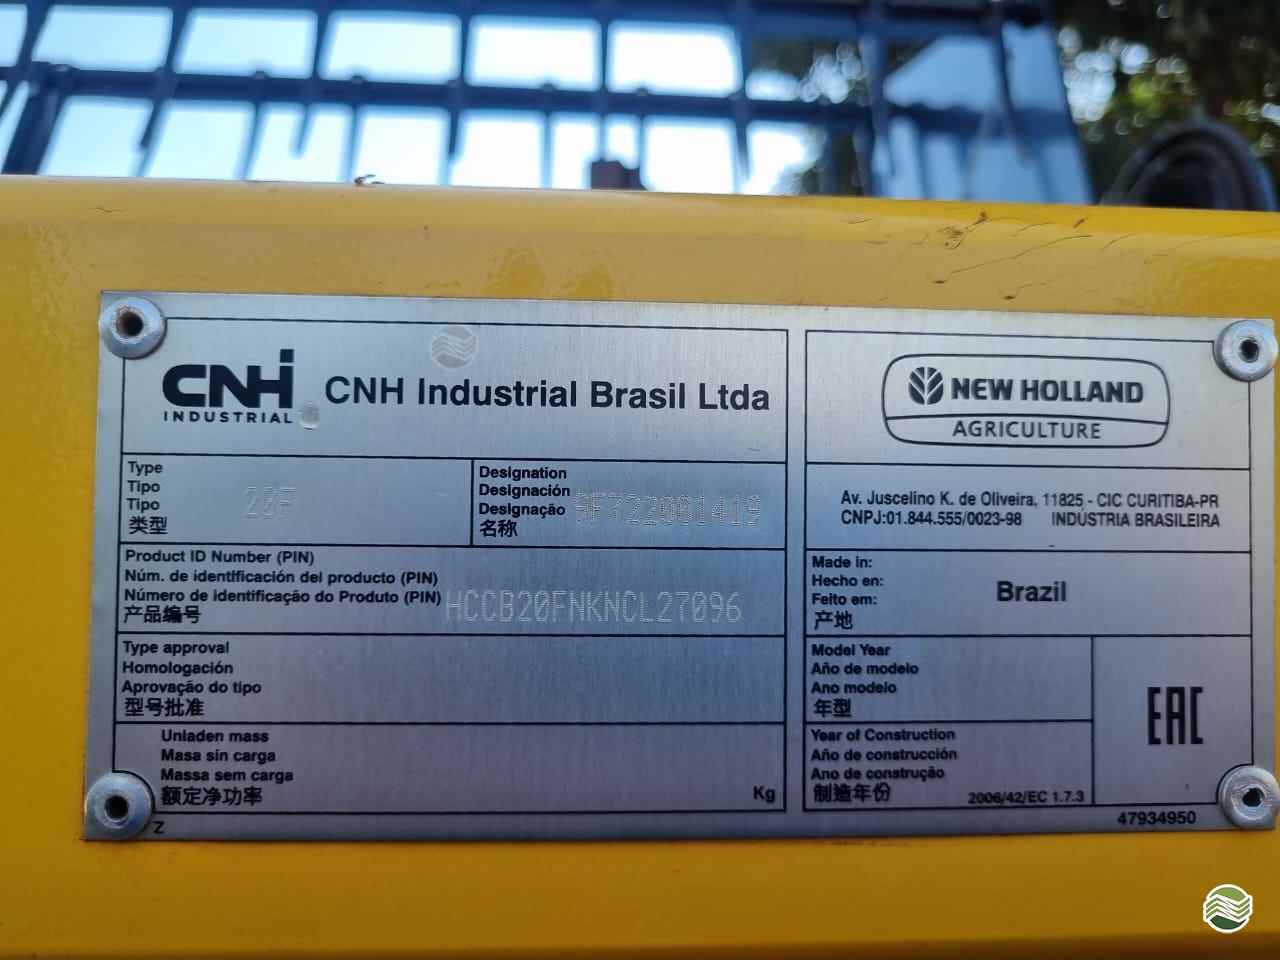 CNH
INDUSTRIAL
CNH Industrial Brasil Ltda
Type
Tipo
Tipo
类型
20F
Designation
Designación
Designação
名称
Product ID Number (PIN)
Núm. de identificación del producto (PIN)
Número de identificação do Produto (PIN)
产品编号
HCCB20FNKNCL27096
Type approval
Homologación
Aprovação do tipo
型号批准
Unladen mass
Masa sin carga
Massa sem carga
额定净功率
Kg
Z
NEW HOLLAND
AGRICULTURE
Av. Juscelino K. de Oliveira, 11825 - CIC CURITIBA-PR
CNPJ:01.844.555/0023-98 INDÚSTRIA BRASILEIRA
Made in:
Hecho en:
Feito em:
产地
Brazil
Model Year
Año de modelo
Ano modelo
年型
EAC
Year of Construction
Año de construcción
Ano de construção
制造年份
2006/42/EC 1.7.3
47934950